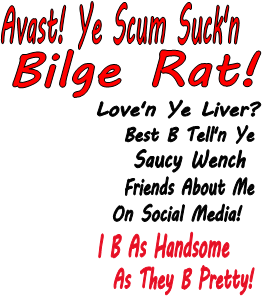 Avast! Ye Scum Suck'n
Bilge Rat!
Love'n Ye Liver?
Best B Tell'n Ye
Saucy Wench
Friends About Me
On Social Media!
I B As Handsome
As They B Pretty!